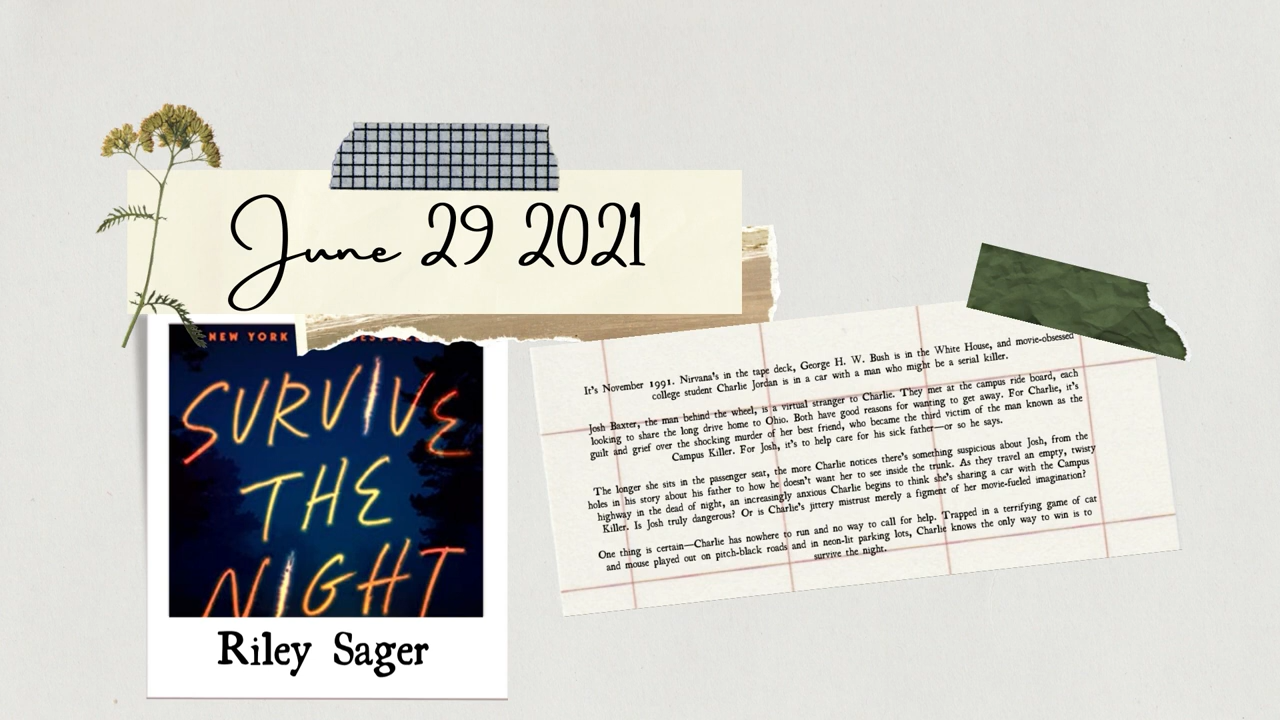 June 29 2021
NEW YORK
SURVIVE
THE
NIGHT
Riley Sager
It's November 1991. Nirvana's in the tape deck, George H. W. Bush is in the White House, and movie-obsessed
college student Charlie Jordan is in a car with a man who might be a serial killer.
Josh Baxter, the man behind the wheel, is a virtual stranger to Charlie. They met at the campus ride board, each
looking to share the long drive home to Ohio. Both have good reasons for wanting to get away. For Charlie, it's
guilt and grief over the shocking murder of her best friend, who became the third victim of the man known as the
Campus Killer. For Josh, it's to help care for his sick father—or so he says.
The longer she sits in the passenger seat, the more Charlie notices there's something suspicious about Josh, from the
holes in his story about his father to how he doesn't want her to see inside the trunk. As they travel an empty, twisty
highway in the dead of night, an increasingly anxious Charlie begins to think she's sharing a car with the Campus
Killer. Is Josh truly dangerous? Or is Charlie's jittery mistrust merely a figment of her movie-fueled imagination?
One thing is certain—Charlie has nowhere to run and no way to call for help. Trapped in a terrifying game of cat
and mouse played out on pitch-black roads and in neon-lit parking lots, Charlie knows the only way to win is to
survive the night.